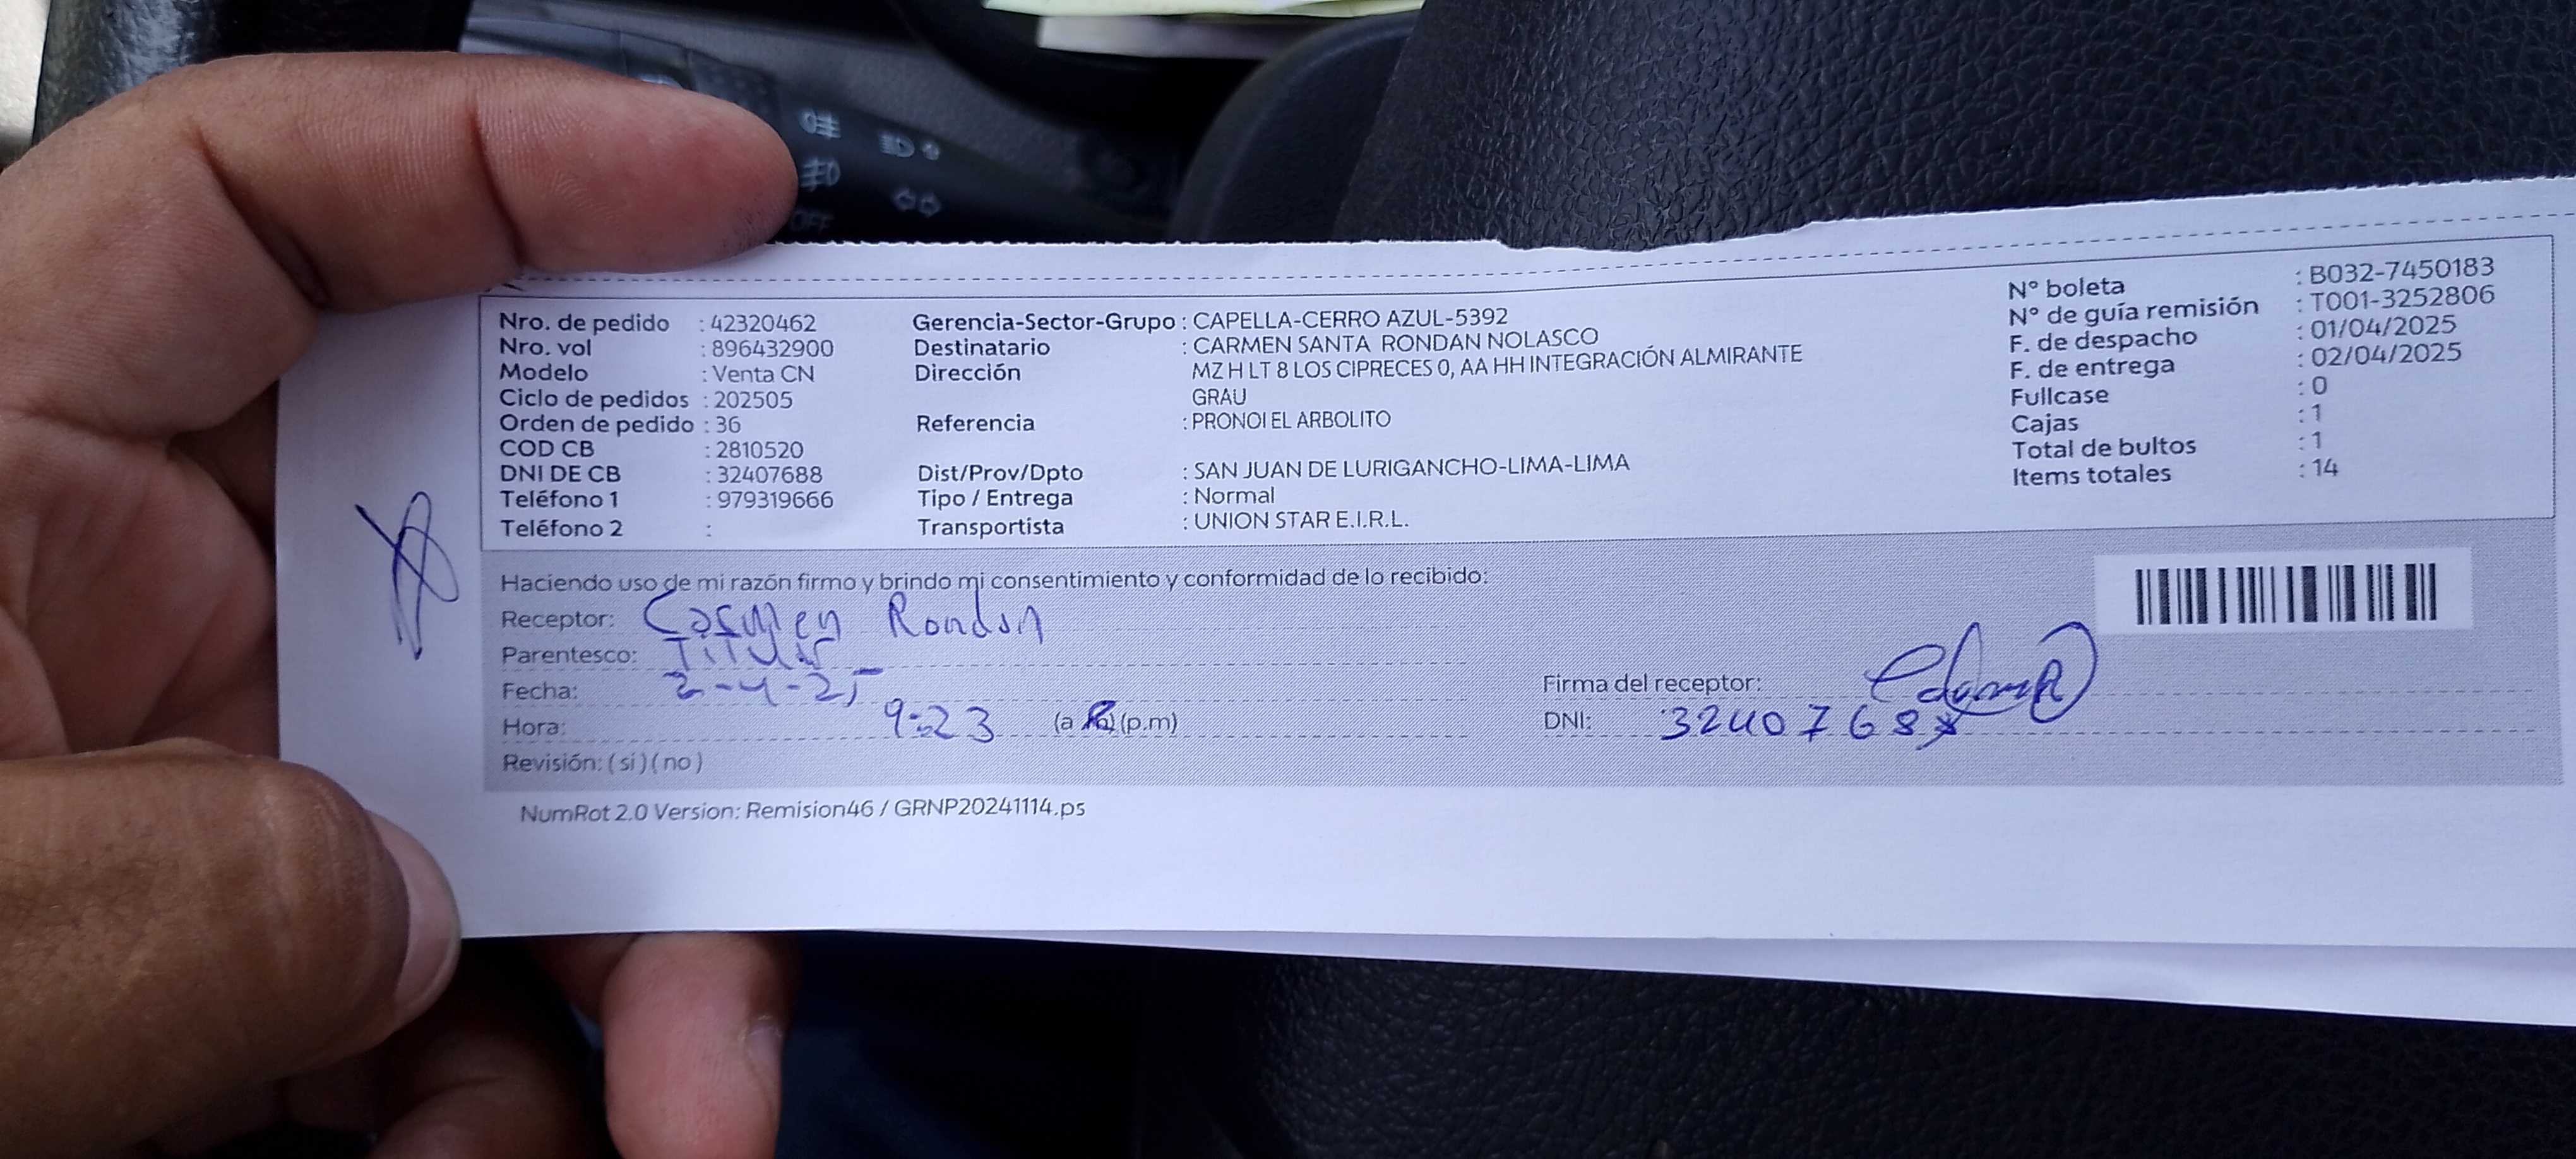 Nro. de pedido : 42320462
Nro. vol : 896432900
Modelo : Venta CN
Ciclo de pedidos : 202505
Orden de pedido : 36
COD CB : 2810520
DNI DE CB : 32407688
Teléfono 1 : 979319666
Teléfono 2 :
Gerencia-Sector-Grupo : CAPELLA-CERRO AZUL-5392
Destinatario : CARMEN SANTA RONDAN NOLASCO
Dirección MZ H LT 8 LOS CIPRECES 0, AA HH INTEGRACIÓN ALMIRANTE
GRAU
Referencia : PRONOI EL ARBOLITO
Dist/Prov/Dpto : SAN JUAN DE LURIGANCHO-LIMA-LIMA
Tipo / Entrega : Normal
Transportista : UNION STAR E.I.R.L.
N° boleta : B032-7450183
N° de guía remisión : T001-3252806
F. de despacho : 01/04/2025
F. de entrega : 02/04/2025
Fullcase : 0
Cajas : 1
Total de bultos : 1
Items totales : 14
Haciendo uso de mi razón firmo y brindo mi consentimiento y conformidad de lo recibido:
Receptor: Carmen Rondan
Parentesco: Titular
Fecha: 2-4-25
Hora: 9:23 (a.m) (p.m)
Revisión: (si) (no)
Firma del receptor:
DNI: 3240768
NumRot 2.0 Version: Remision46 / GRNP20241114.ps
OFF